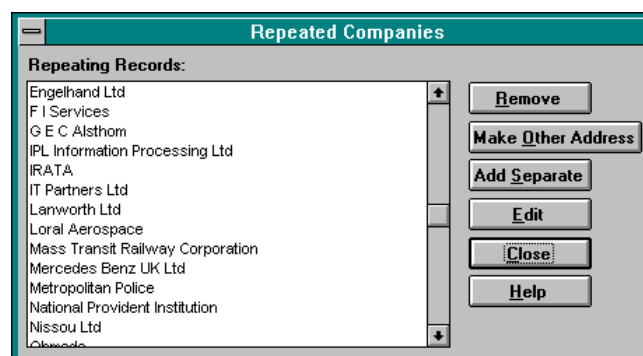 Repeated Companies
Repeating Records:
Engelhand Ltd
F I Services
G E C Alsthom
IPL Information Processing Ltd
IRATA
IT Partners Ltd
Lanworth Ltd
Loral Aerospace
Mass Transit Railway Corporation
Mercedes Benz UK Ltd
Metropolitan Police
National Provident Institution
Nissou Ltd
Remove
Make Other Address
Add Separate
Edit
Close
Help